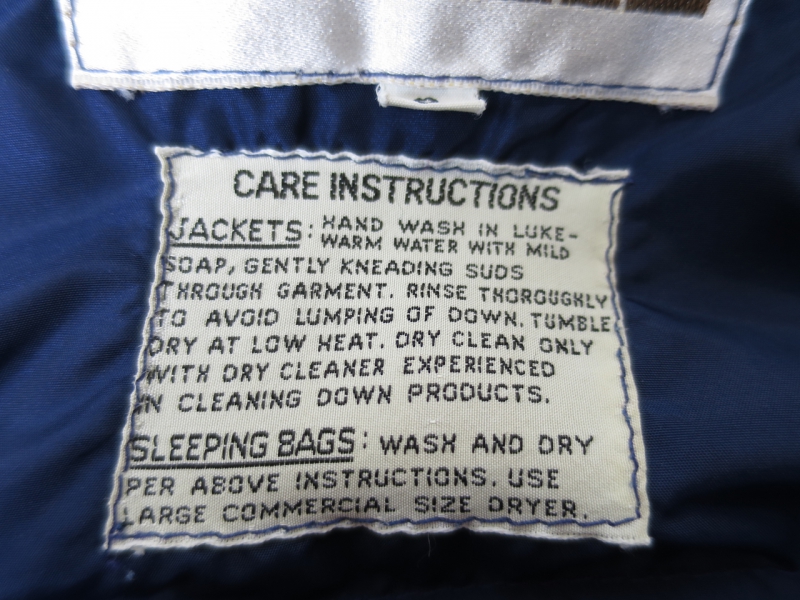 CARE INSTRUCTIONS
JACKETS: HAND WASH IN LUKE-
WARM WATER WITH MILD
SOAP, GENTLY KNEADING SUDS
THROUGH GARMENT. RINSE THOROUGHLY
TO AVOID LUMPING OF DOWN. TUMBLE
DRY AT LOW HEAT. DRY CLEAN ONLY
WITH DRY CLEANER EXPERIENCED
IN CLEANING DOWN PRODUCTS.
SLEEPING BAGS: WASH AND DRY
PER ABOVE INSTRUCTIONS. USE
LARGE COMMERCIAL SIZE DRYER.